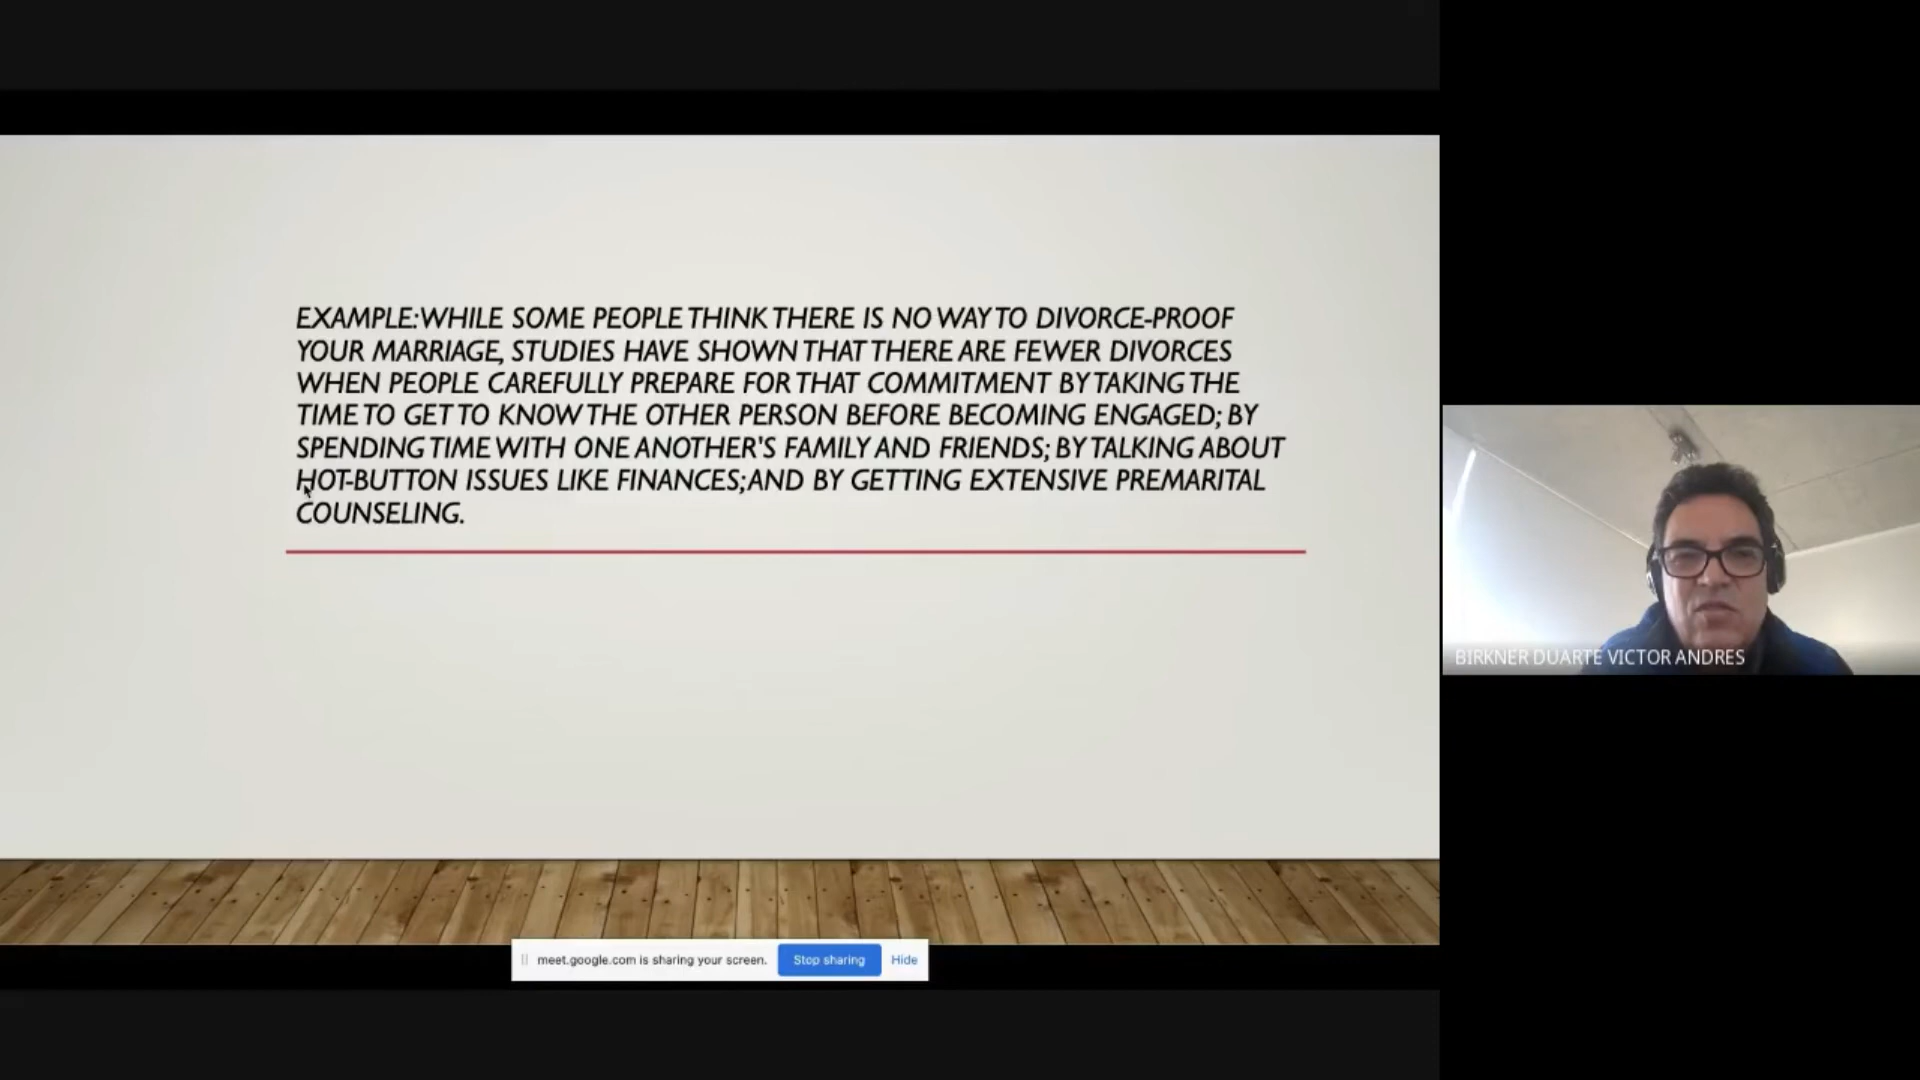 EXAMPLE: WHILE SOME PEOPLE THINK THERE IS NO WAY TO DIVORCE-PROOF
YOUR MARRIAGE, STUDIES HAVE SHOWN THAT THERE ARE FEWER DIVORCES
WHEN PEOPLE CAREFULLY PREPARE FOR THAT COMMITMENT BY TAKING THE
TIME TO GET TO KNOW THE OTHER PERSON BEFORE BECOMING ENGAGED; BY
SPENDING TIME WITH ONE ANOTHER'S FAMILY AND FRIENDS; BY TALKING ABOUT
HOT-BUTTON ISSUES LIKE FINANCES; AND BY GETTING EXTENSIVE PREMARITAL
COUNSELING.
BIRKNER DUARTE VICTOR ANDRES
meet.google.com is sharing your screen. Stop sharing Hide